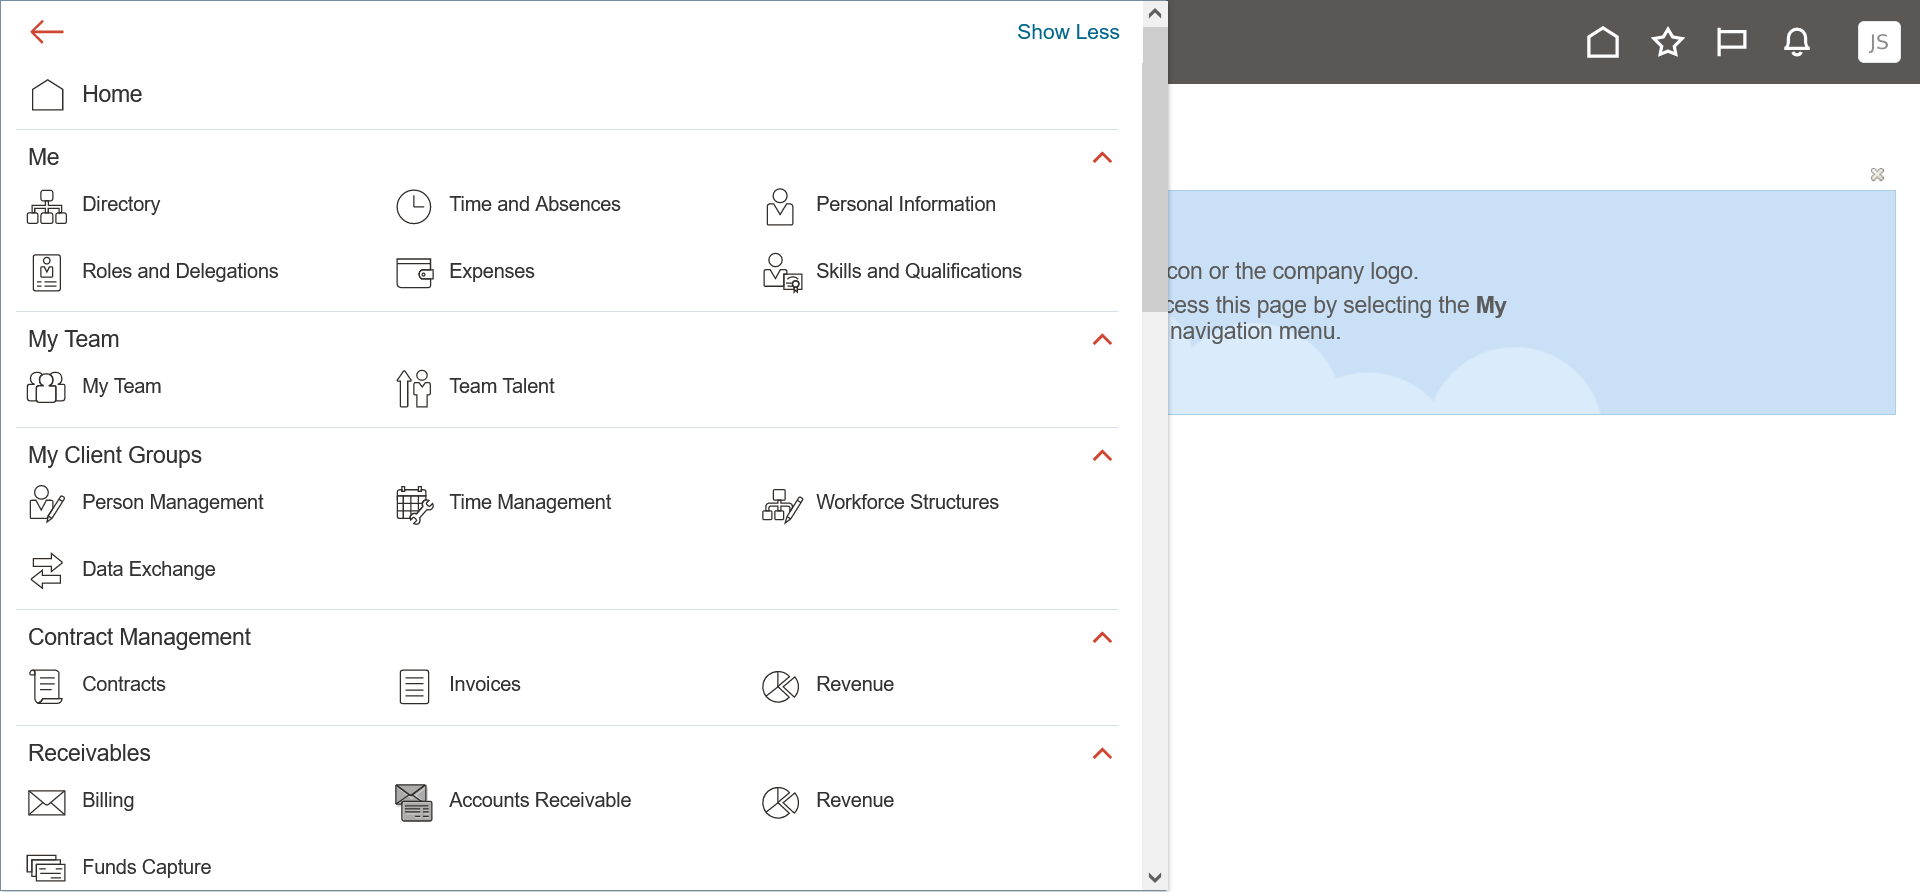 Show Less
JS
Home
Me
Directory
Time and Absences
Personal Information
Roles and Delegations
Expenses
Skills and Qualifications
My Team
My Team
Team Talent
My Client Groups
Person Management
Time Management
Workforce Structures
Data Exchange
Contract Management
Contracts
Invoices
Revenue
Receivables
Billing
Accounts Receivable
Revenue
Funds Capture
or the company logo.
this page by selecting the My
navigation menu.